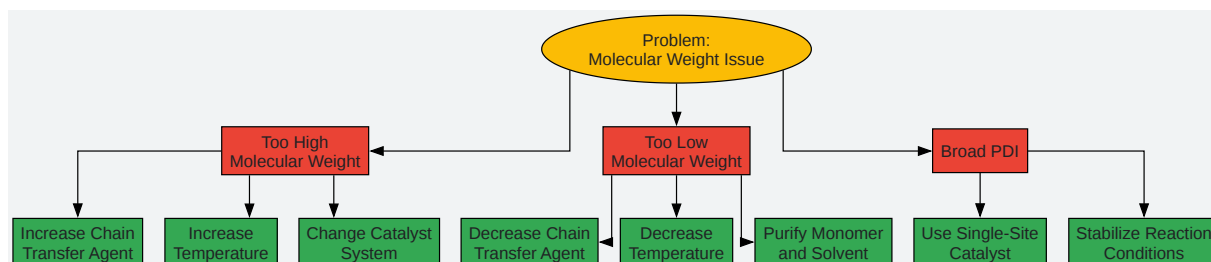 Problem:
Molecular Weight Issue
Too High
Molecular Weight
Too Low
Molecular Weight
Broad PDI
Increase Chain
Transfer Agent
Increase
Temperature
Change Catalyst
System
Decrease Chain
Transfer Agent
Decrease
Temperature
Purify Monomer
and Solvent
Use Single-Site
Catalyst
Stabilize Reaction
Conditions